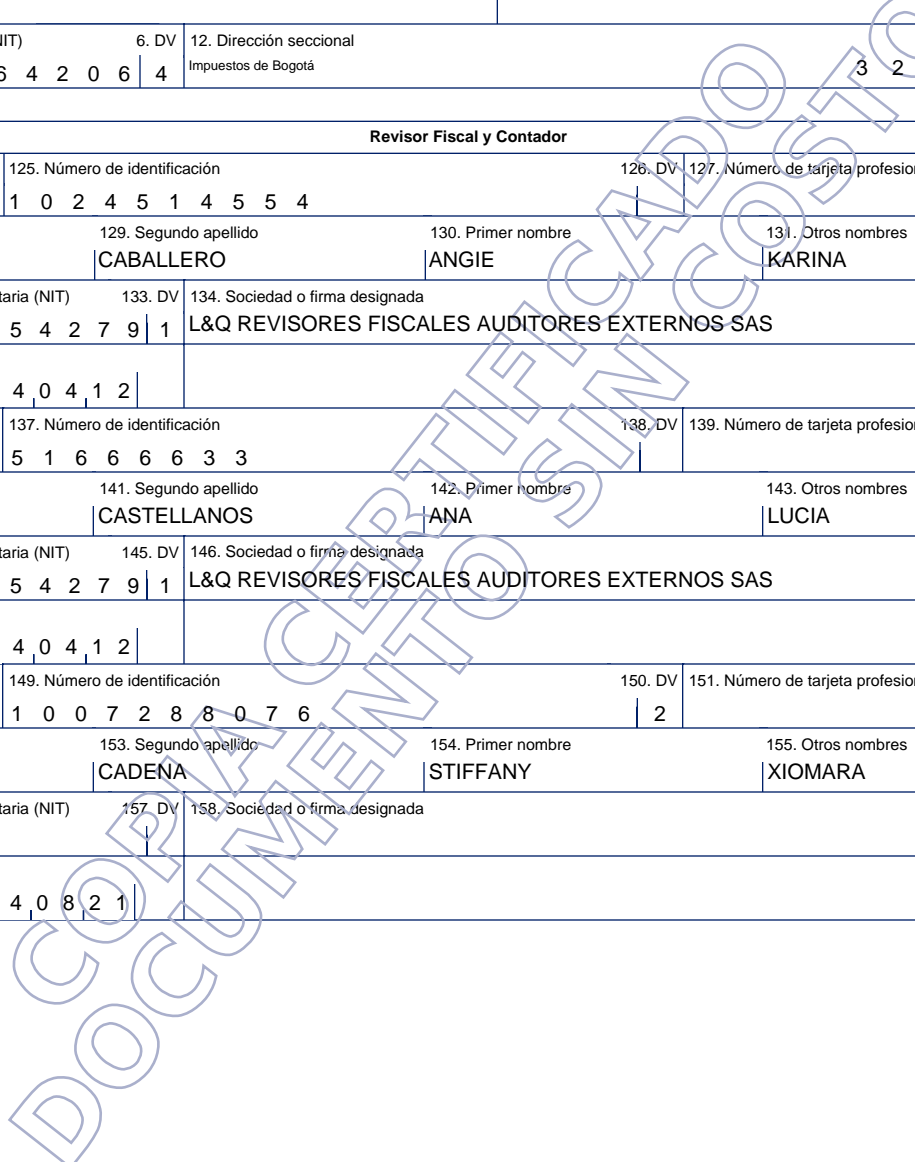 NIT) 6. DV 12. Dirección seccional
6 4 2 0 6 4 Impuestos de Bogotá 3 2
Revisor Fiscal y Contador
125. Número de identificación 126. DV 127. Número de tarjeta profesion
1 0 2 4 5 1 4 5 5 4
129. Segundo apellido 130. Primer nombre 131. Otros nombres
CABALLERO ANGIE KARINA
taria (NIT) 133. DV 134. Sociedad o firma designada
5 4 2 7 9 1 L&Q REVISORES FISCALES AUDITORES EXTERNOS SAS
4 0 4 1 2
137. Número de identificación 138. DV 139. Número de tarjeta profesion
5 1 6 6 6 6 3 3
141. Segundo apellido 142. Primer nombre 143. Otros nombres
CASTELLANOS ANA LUCIA
taria (NIT) 145. DV 146. Sociedad o firma designada
5 4 2 7 9 1 L&Q REVISORES FISCALES AUDITORES EXTERNOS SAS
4 0 4 1 2
149. Número de identificación 150. DV 151. Número de tarjeta profesion
1 0 0 7 2 8 8 0 7 6 2
153. Segundo apellido 154. Primer nombre 155. Otros nombres
CADENA STIFFANY XIOMARA
taria (NIT) 157. DV 158. Sociedad o firma designada
4 0 8 2 1
COPIA CERTIFICADO
DOCUMENTO SIN COSTO